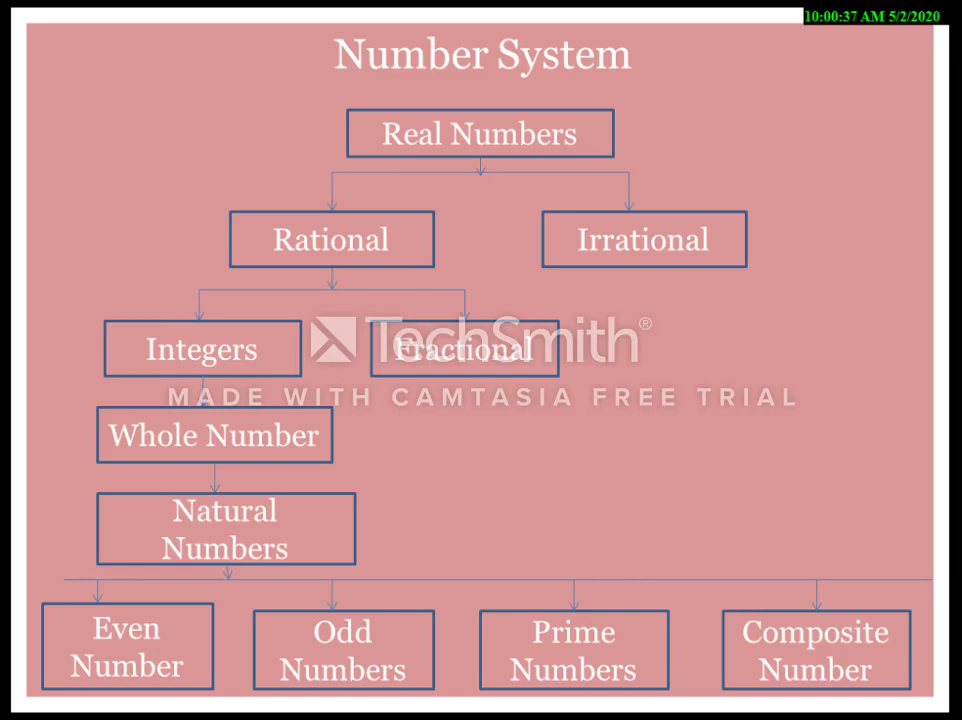 10:00:37 AM 5/2/2020
Number System
Real Numbers
Rational
Irrational
Integers
Fractional
TechSmith®
MADE WITH CAMTASIA FREE TRIAL
Whole Number
Natural
Numbers
Even
Number
Odd
Numbers
Prime
Numbers
Composite
Number